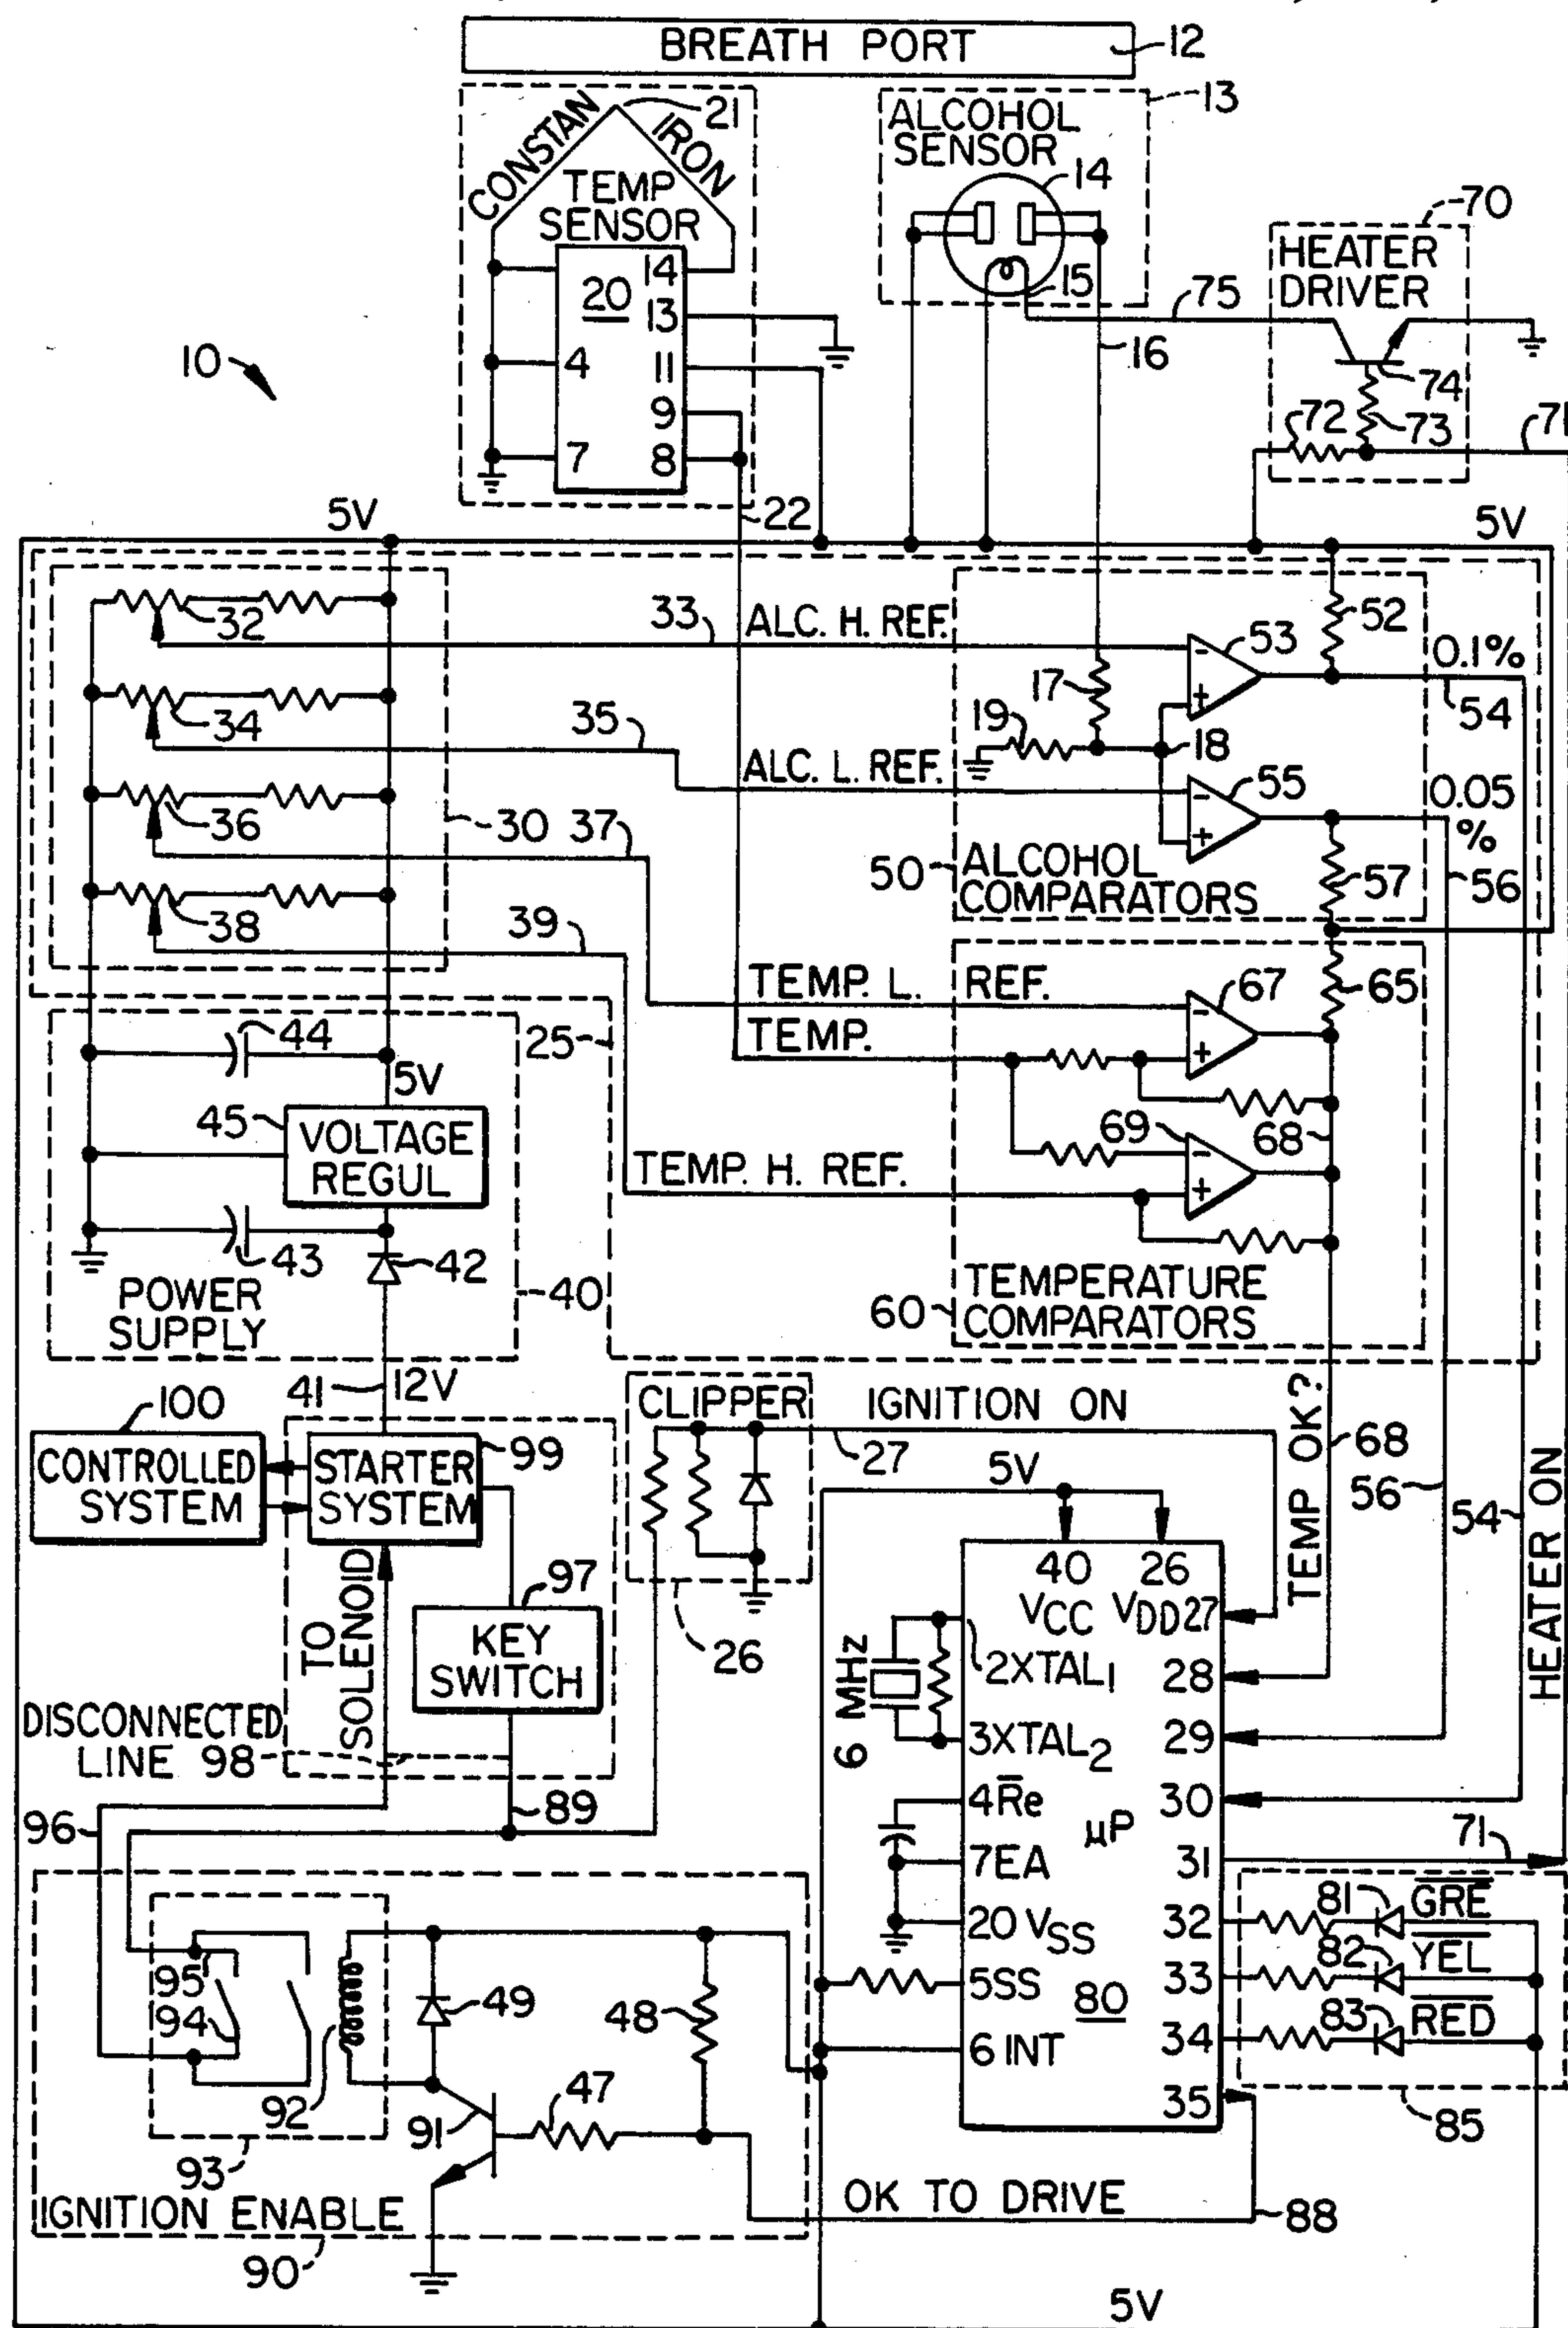 BREATH PORT
12
CONSTAN
IRON
21
TEMP
SENSOR
20
14
13
11
9
8
4
7
22
ALCOHOL
SENSOR
13
14
15
16
75
HEATER
DRIVER
70
74
72
73
71
10
5V
5V
32
33
ALC. H. REF.
34
35
ALC. L. REF.
36
37
30
38
39
52
53
0.1%
54
17
19
18
55
0.05
%
56
57
50
ALCOHOL
COMPARATORS
TEMP. L. REF.
67
65
TEMP.
25
69
68
TEMP. H. REF.
60
TEMPERATURE
COMPARATORS
44
5V
45
VOLTAGE
REGUL
43
42
POWER
SUPPLY
40
41
12V
100
CONTROLLED
SYSTEM
STARTER
SYSTEM
99
CLIPPER
26
IGNITION ON
27
TEMP OK?
68
56
54
HEATER ON
TO
SOLENOID
97
KEY
SWITCH
DISCONNECTED
LINE 98
96
89
5V
40
26
VCC
VDD27
2XTAL1
28
6 MHz
3XTAL2
29
4R̅e̅
30
μP
7EA
31
71
20 VSS
32
81
G̅R̅E̅
5SS
80
33
82
Y̅E̅L̅
6 INT
34
83
R̅E̅D̅
35
85
95
94
92
93
49
48
47
91
IGNITION ENABLE
90
OK TO DRIVE
88
5V